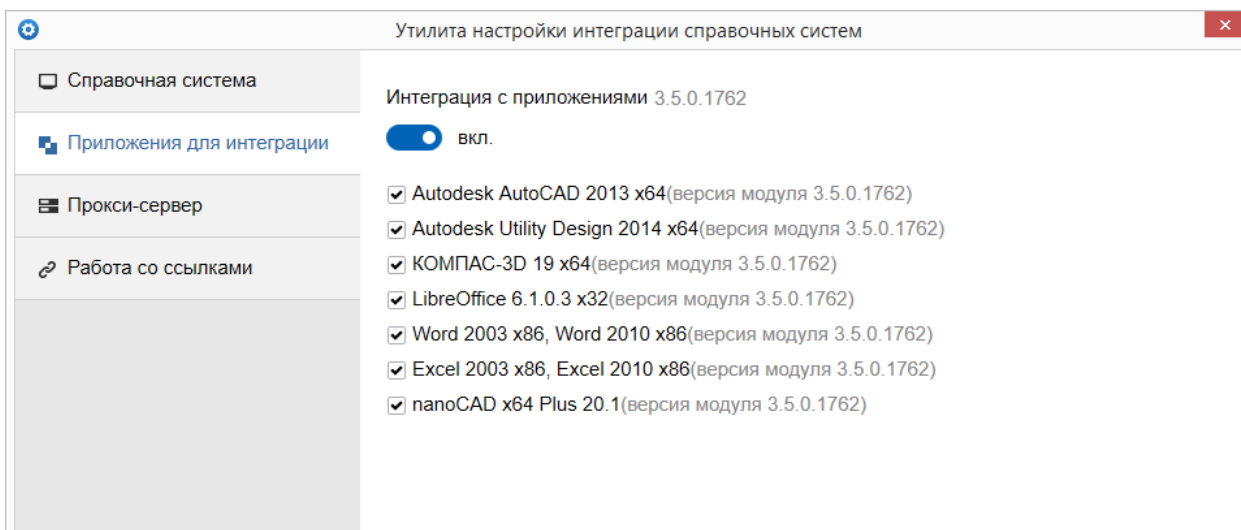 Утилита настройки интеграции справочных систем
Справочная система
Приложения для интеграции
Прокси-сервер
Работа со ссылками
Интеграция с приложениями 3.5.0.1762
вкл.
Autodesk AutoCAD 2013 x64(версия модуля 3.5.0.1762)
Autodesk Utility Design 2014 x64(версия модуля 3.5.0.1762)
КОМПАС-3D 19 x64(версия модуля 3.5.0.1762)
LibreOffice 6.1.0.3 x32(версия модуля 3.5.0.1762)
Word 2003 x86, Word 2010 x86(версия модуля 3.5.0.1762)
Excel 2003 x86, Excel 2010 x86(версия модуля 3.5.0.1762)
nanoCAD x64 Plus 20.1(версия модуля 3.5.0.1762)